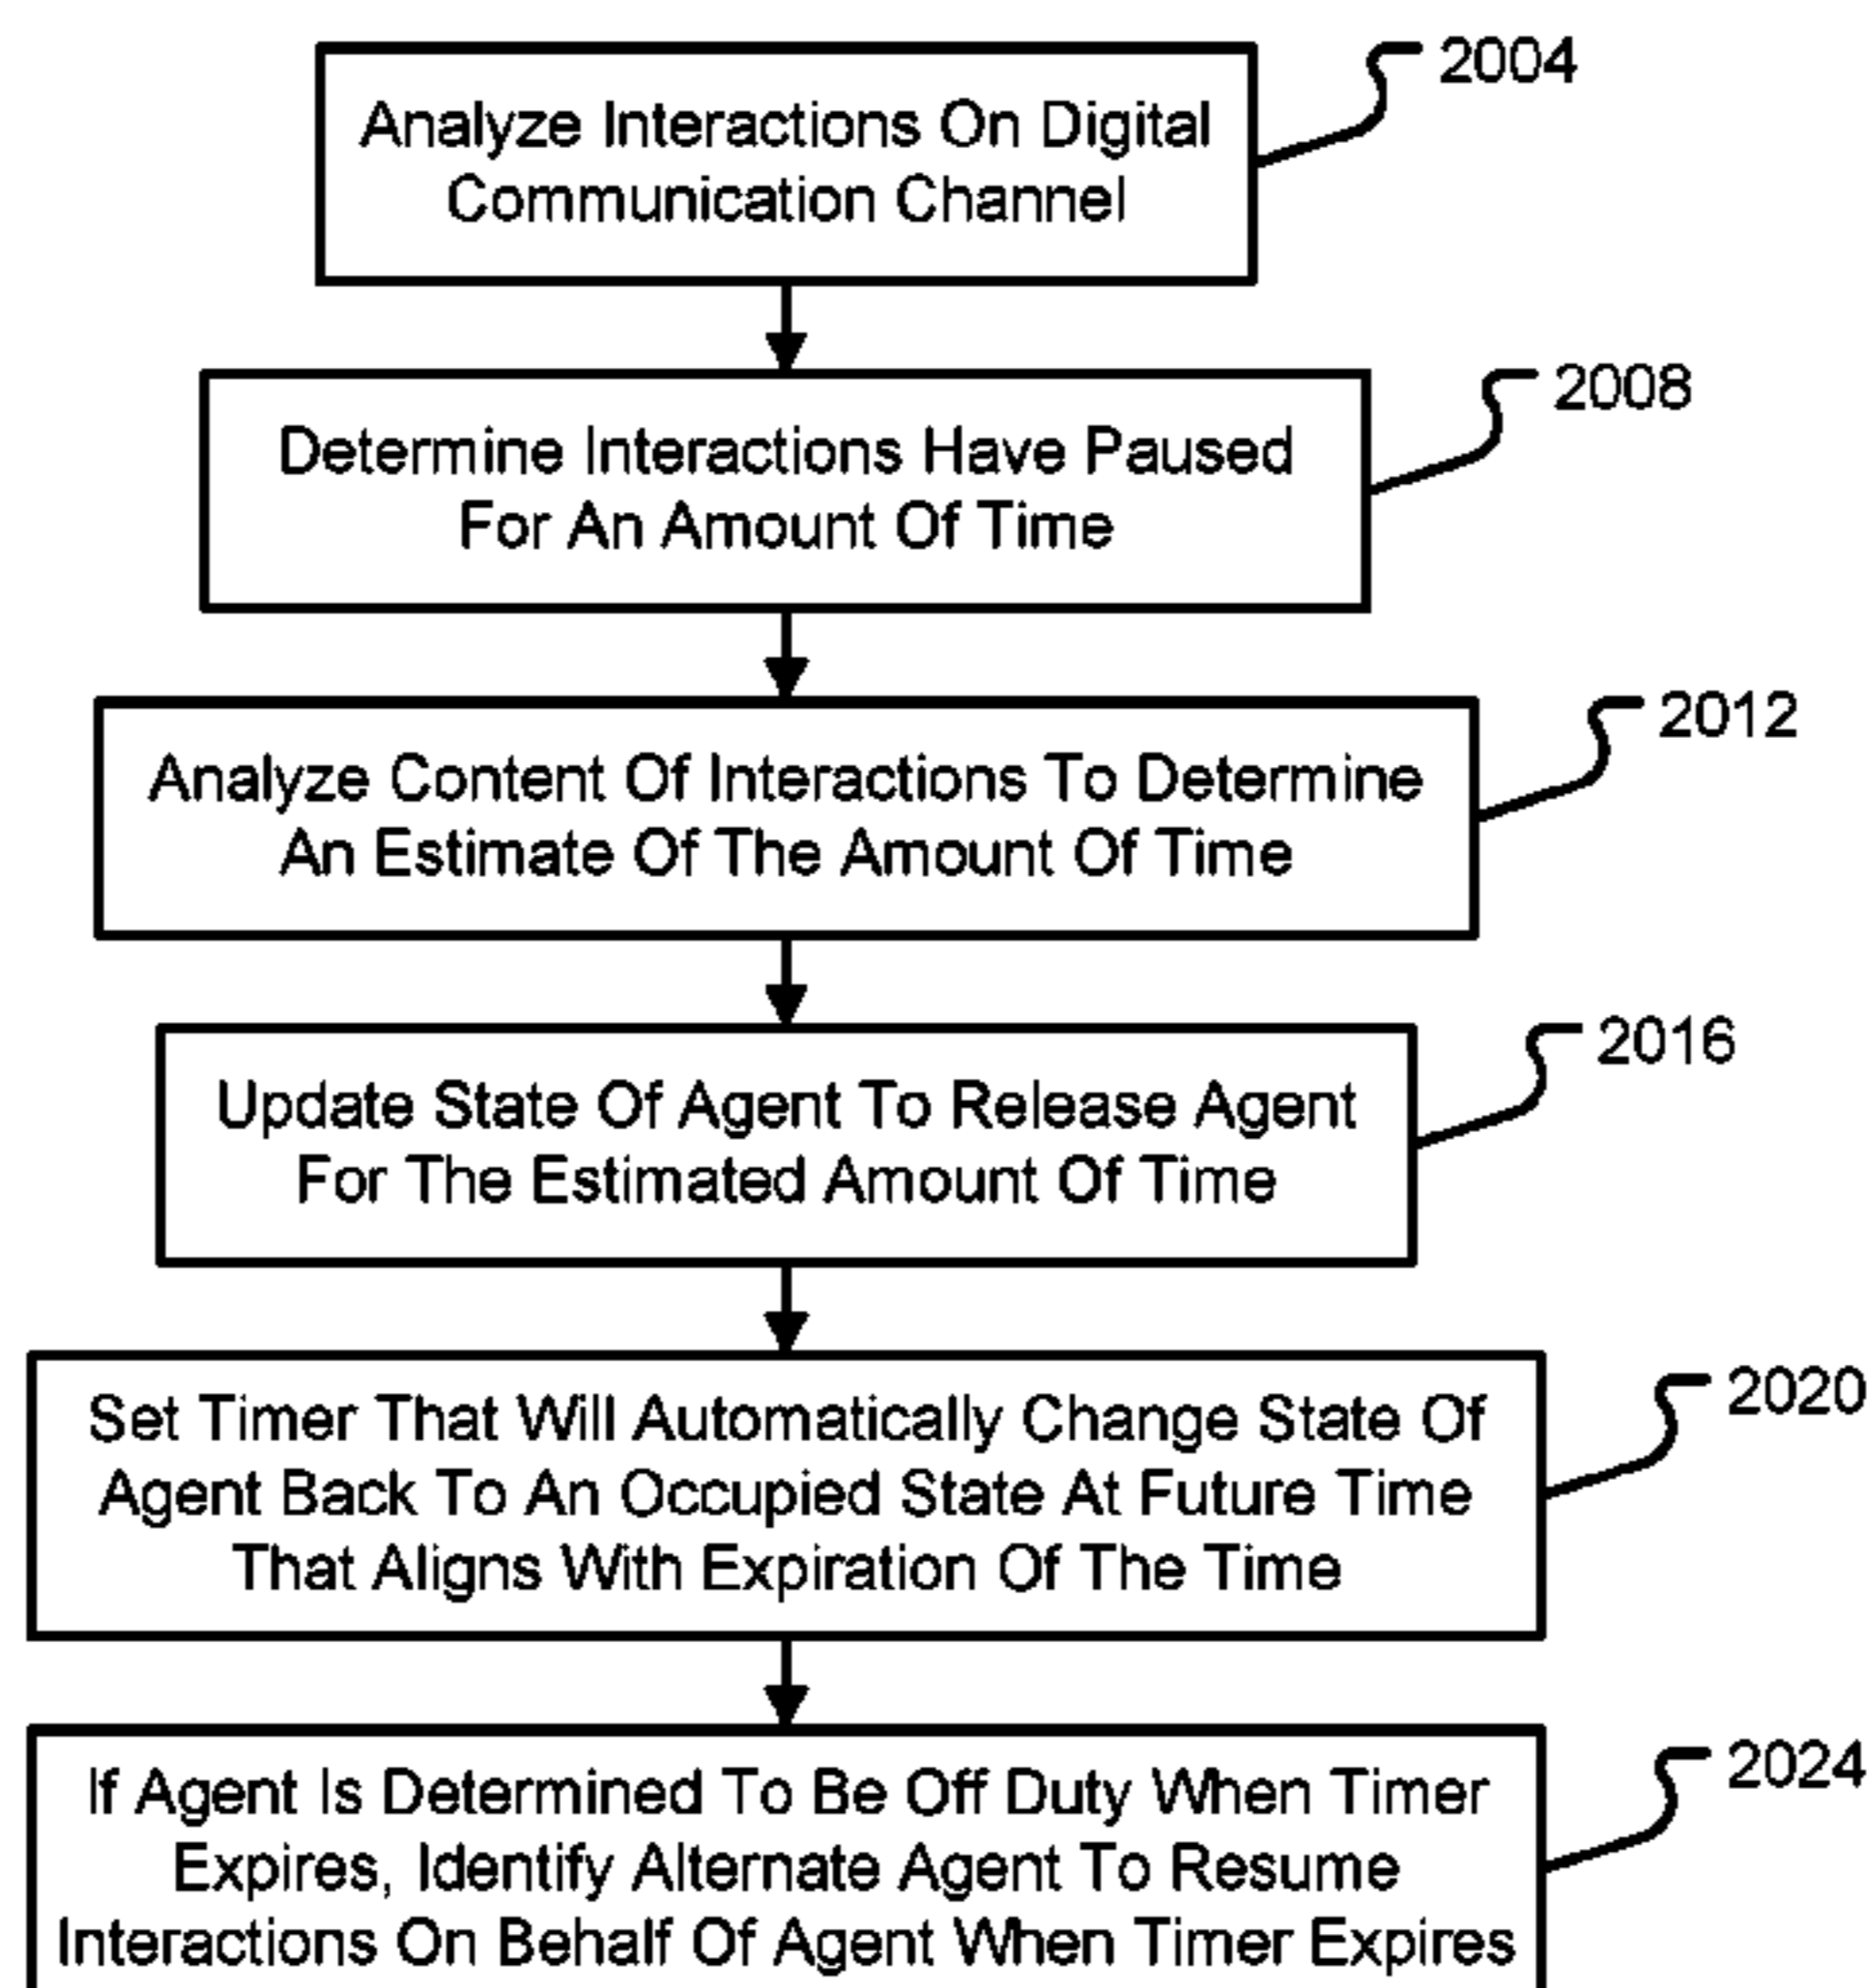 2004
Analyze Interactions On Digital
Communication Channel
2008
Determine Interactions Have Paused
For An Amount Of Time
2012
Analyze Content Of Interactions To Determine
An Estimate Of The Amount Of Time
2016
Update State Of Agent To Release Agent
For The Estimated Amount Of Time
2020
Set Timer That Will Automatically Change State Of
Agent Back To An Occupied State At Future Time
That Aligns With Expiration Of The Time
2024
If Agent Is Determined To Be Off Duty When Timer
Expires, Identify Alternate Agent To Resume
Interactions On Behalf Of Agent When Timer Expires